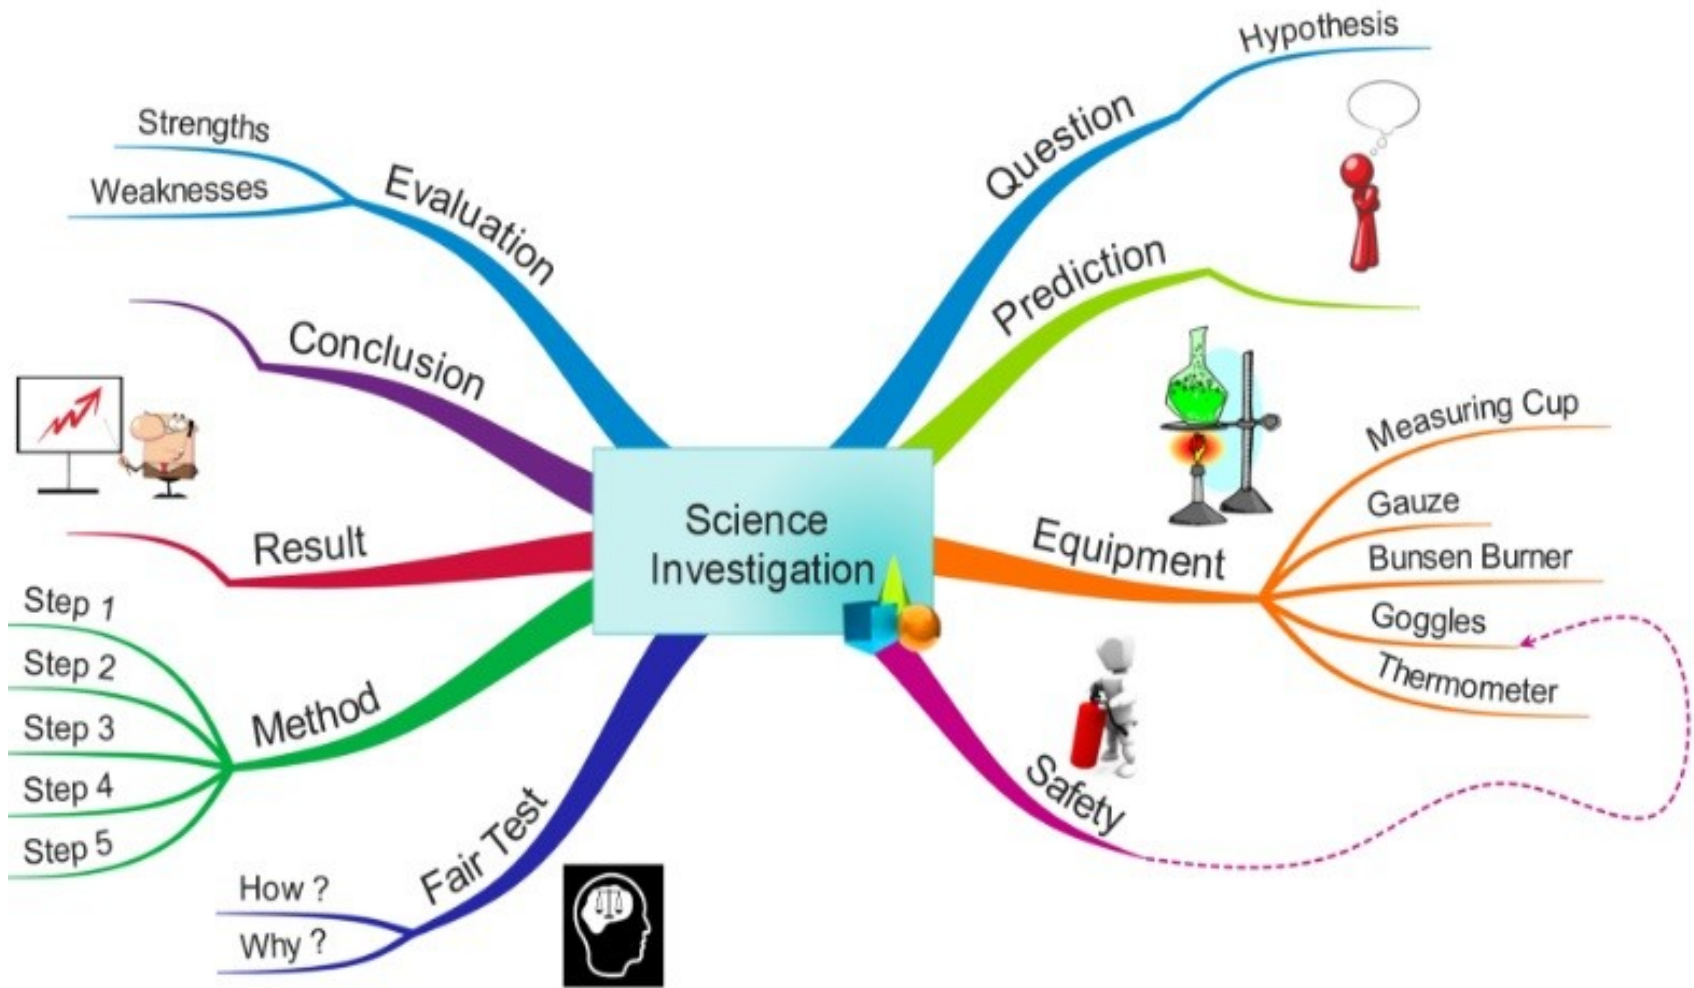 Science
Investigation
Question
Hypothesis
Prediction
Equipment
Measuring Cup
Gauze
Bunsen Burner
Goggles
Thermometer
Safety
Fair Test
How ?
Why ?
Method
Step 1
Step 2
Step 3
Step 4
Step 5
Result
Conclusion
Evaluation
Strengths
Weaknesses